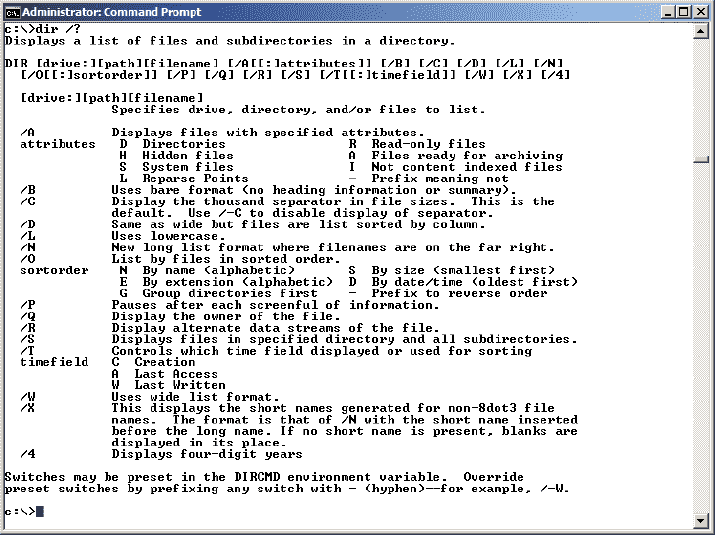 Administrator: Command Prompt
c:\>dir /?
Displays a list of files and subdirectories in a directory.
DIR [drive:][path][filename] [/A[[:]attributes]] [/B] [/C] [/D] [/L] [/N]
[/O[[:]sortorder]] [/P] [/Q] [/R] [/S] [/T[[:]timefield]] [/W] [/X] [/4]
[drive:][path][filename]
Specifies drive, directory, and/or files to list.
/A Displays files with specified attributes.
attributes D Directories R Read-only files
H Hidden files A Files ready for archiving
S System files I Not content indexed files
L Reparse Points - Prefix meaning not
/B Uses bare format (no heading information or summary).
/C Display the thousand separator in file sizes. This is the
default. Use /-C to disable display of separator.
/D Same as wide but files are list sorted by column.
/L Uses lowercase.
/N New long list format where filenames are on the far right.
/O List by files in sorted order.
sortorder N By name (alphabetic) S By size (smallest first)
E By extension (alphabetic) D By date/time (oldest first)
G Group directories first - Prefix to reverse order
/P Pauses after each screenful of information.
/Q Display the owner of the file.
/R Display alternate data streams of the file.
/S Displays files in specified directory and all subdirectories.
/T Controls which time field displayed or used for sorting
timefield C Creation
A Last Access
W Last Written
/W Uses wide list format.
/X This displays the short names generated for non-8dot3 file
names. The format is that of /N with the short name inserted
before the long name. If no short name is present, blanks are
displayed in its place.
/4 Displays four-digit years
Switches may be preset in the DIRCMD environment variable. Override
preset switches by prefixing any switch with - (hyphen)--for example, /-W.
c:\>